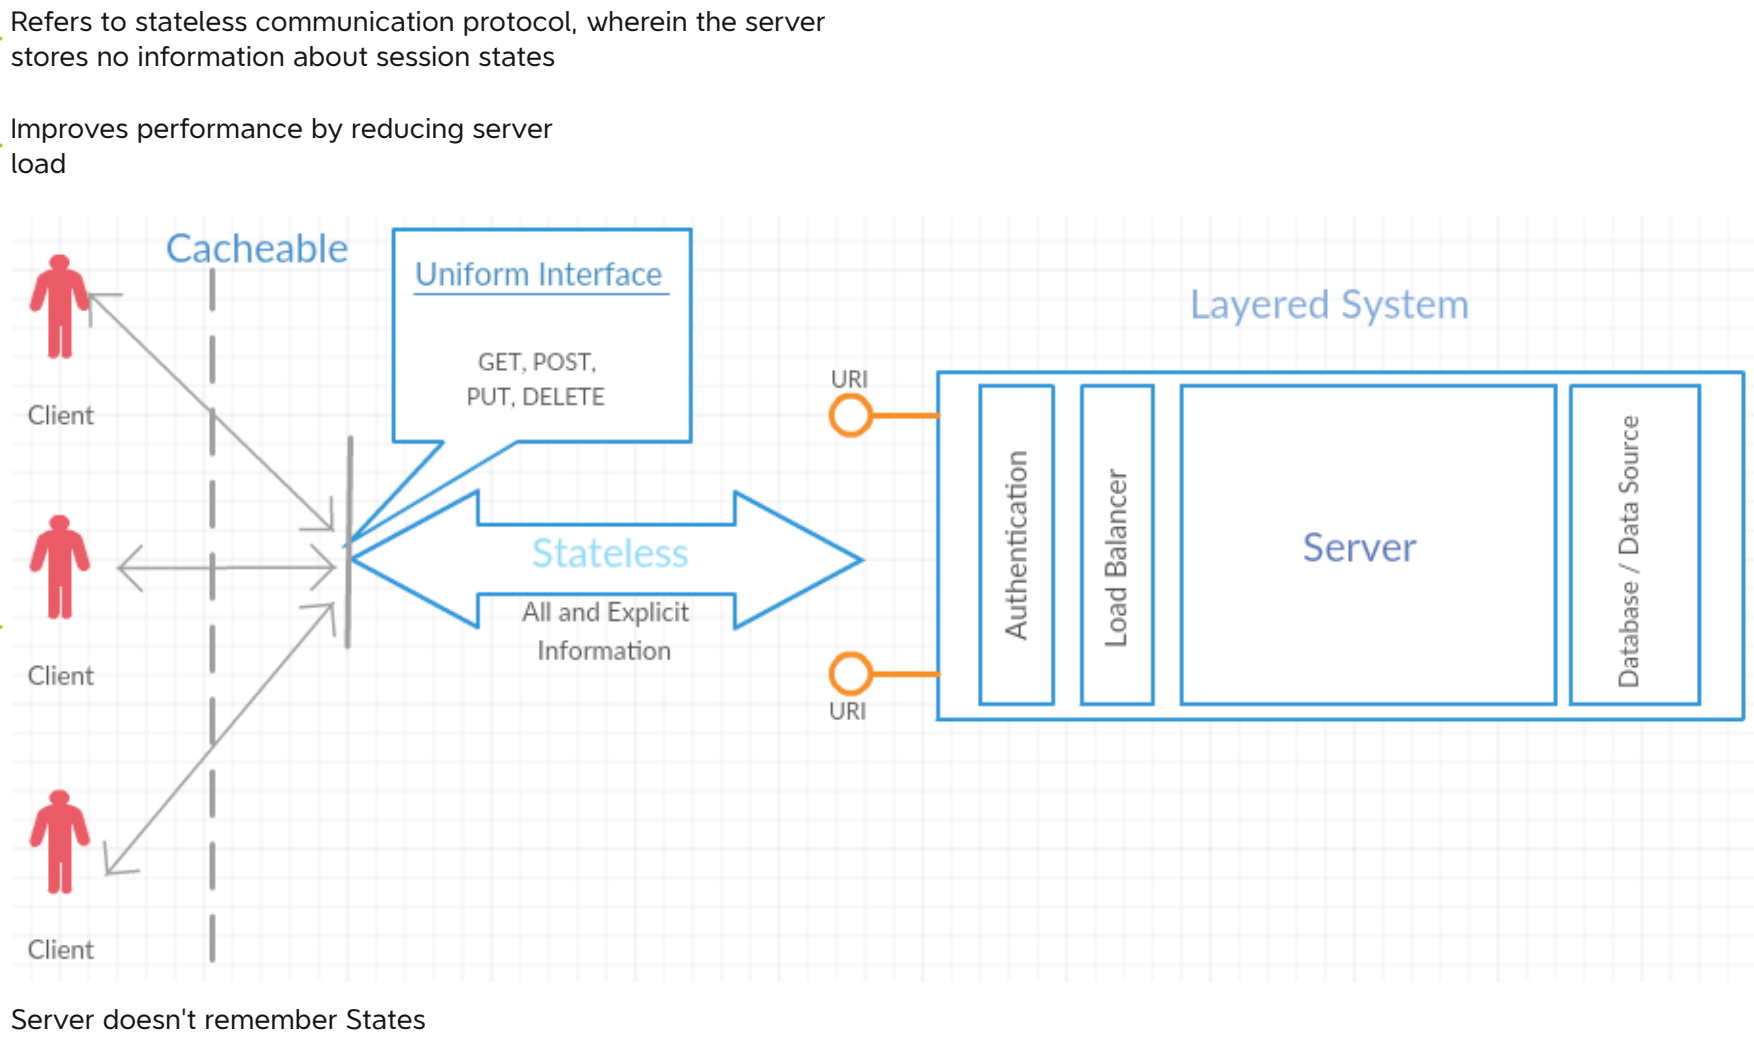 Refers to stateless communication protocol, wherein the server
stores no information about session states
Improves performance by reducing server
load
Cacheable
Uniform Interface
GET, POST,
PUT, DELETE
Layered System
URI
Client
Authentication
Load Balancer
Server
Database / Data Source
Stateless
All and Explicit
Information
Client
URI
Client
Server doesn't remember States